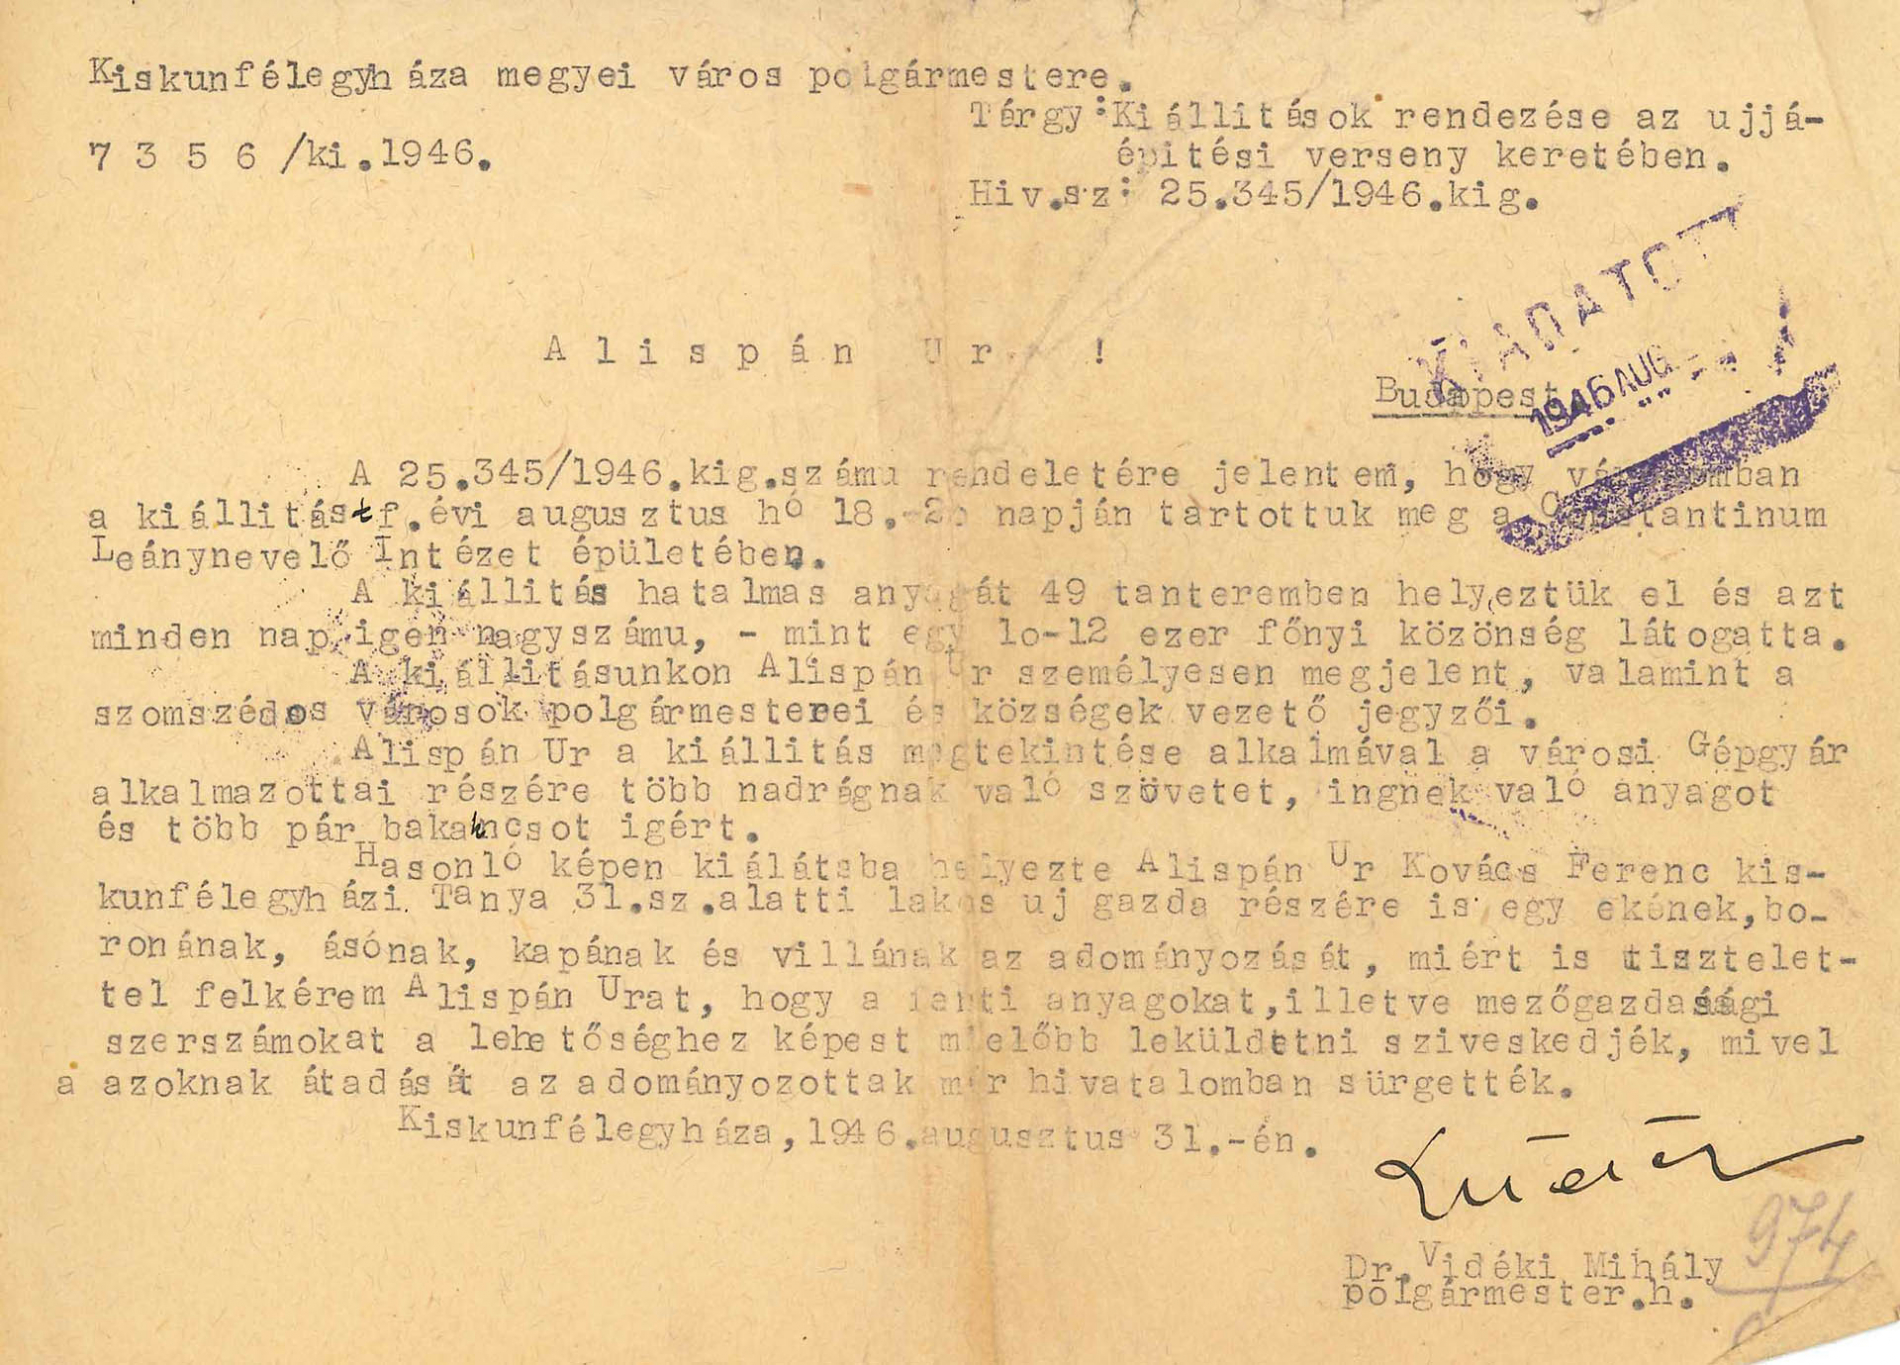 Kiskunfélegyháza megyei város polgármestere.
Tárgy:Kiállitások rendezése az ujjá-
7 3 5 6 /ki.1946.
épitési verseny keretében.
Hiv.sz: 25.345/1946.kig.
KIADATOTT
A l i s p á n U r !
1946 AUG
Budapest
A 25.345/1946.kig.számu rendeletére jelentem, hogy városomban
a kiállitást f.évi augusztus hó 18.- napján tartottuk meg a Constantinum
Leánynevelő Intézet épületében.
A kiállitás hatalmas anyagát 49 tanteremben helyeztük el és azt
minden nap igen nagyszámu, - mint egy lo-12 ezer főnyi közönség látogatta.
A kiállitásunkon Alispán Ur személyesen megjelent, valamint a
szomszédos városok polgármesterei és községek vezető jegyzői.
Alispán Ur a kiállitás megtekintése alkalmával a városi Gépgyár
alkalmazottai részére több nadrágnak való szövetet, ingnek való anyagot
és több pár bakancsot igért.
Hasonló képen kiálátsba helyezte Alispán Ur Kovács Ferenc kis-
kunfélegyházi Tanya 31.sz.alatti lakos uj gazda részére is egy ekének,bo-
ronának, ásónak, kapának és villának az adományozását, miért is tisztelet-
tel felkérem Alispán Urat, hogy a fenti anyagokat,illetve mezőgazdasági
szerszámokat a lehetőséghez képest mielőbb leküldetni sziveskedjék, mivel
a azoknak átadását az adományozottak már hivatalomban sürgették.
Kiskunfélegyháza,1946.augusztus 31.-én.
974
Dr.Vidéki Mihály
polgármester.h.